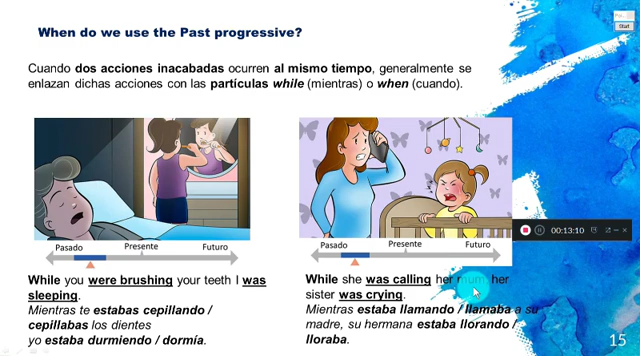 When do we use the Past progressive?
Cuando dos acciones inacabadas ocurren al mismo tiempo, generalmente se
enlazan dichas acciones con las partículas while (mientras) o when (cuando).
Pasado Presente Futuro
While you were brushing your teeth I was
sleeping.
Mientras te estabas cepillando /
cepillabas los dientes
yo estaba durmiendo / dormía.
Pasado Presente Futuro
While she was calling her mum, her
sister was crying.
Mientras estaba llamando / llamaba a su
madre, su hermana estaba llorando /
lloraba.
00:13:10
Start
15